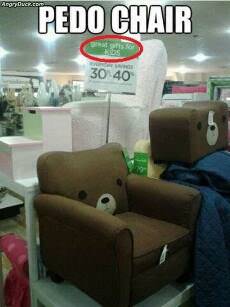 AngryDuck.com
PEDO CHAIR
great gifts for
KIDS
EVERYDAY SAVINGS
30% 40%